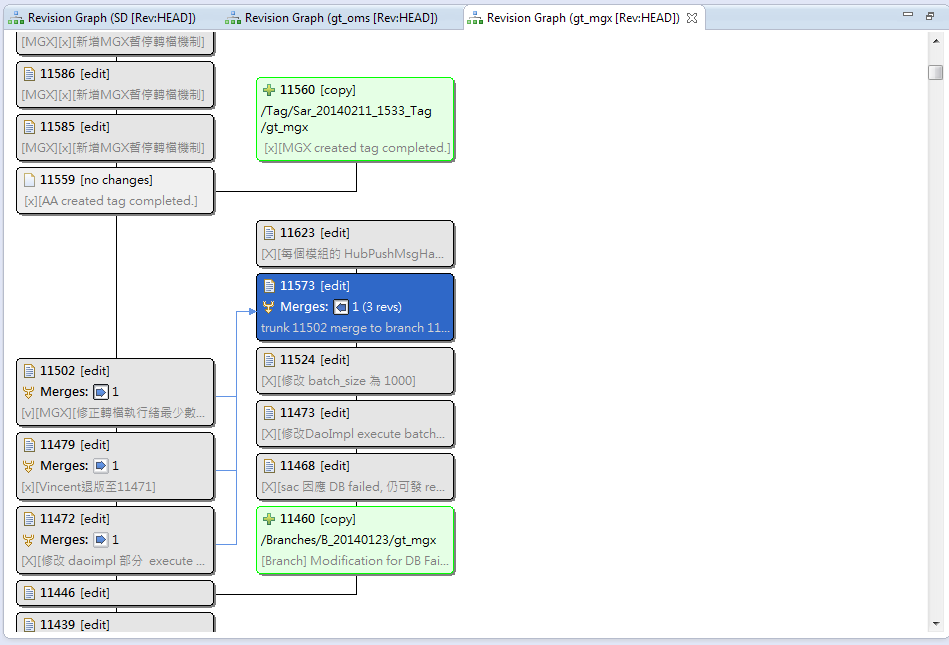 Revision Graph (SD [Rev:HEAD])
Revision Graph (gt_oms [Rev:HEAD])
Revision Graph (gt_mgx [Rev:HEAD])
[MGX][x][新增MGX暫停轉檔機制]
11586 [edit]
[MGX][x][新增MGX暫停轉檔機制]
11585 [edit]
[MGX][x][新增MGX暫停轉檔機制]
11559 [no changes]
[x][AA created tag completed.]
11560 [copy]
/Tag/Sar_20140211_1533_Tag
/gt_mgx
[x][MGX created tag completed.]
11623 [edit]
[X][每個模組的 HubPushMsgHa...
11573 [edit]
Merges: 1 (3 revs)
trunk 11502 merge to branch 11...
11524 [edit]
[X][修改 batch_size 為 1000]
11473 [edit]
[X][修改DaoImpl execute batch...
11468 [edit]
[X][sac 因應 DB failed, 仍可發 re...
11460 [copy]
/Branches/B_20140123/gt_mgx
[Branch] Modification for DB Fai...
11502 [edit]
Merges: 1
[v][MGX][修正轉檔執行緒最少數...
11479 [edit]
Merges: 1
[x][Vincent退版至11471]
11472 [edit]
Merges: 1
[X][修改 daoimpl 部分 execute ...
11446 [edit]
11439 [edit]